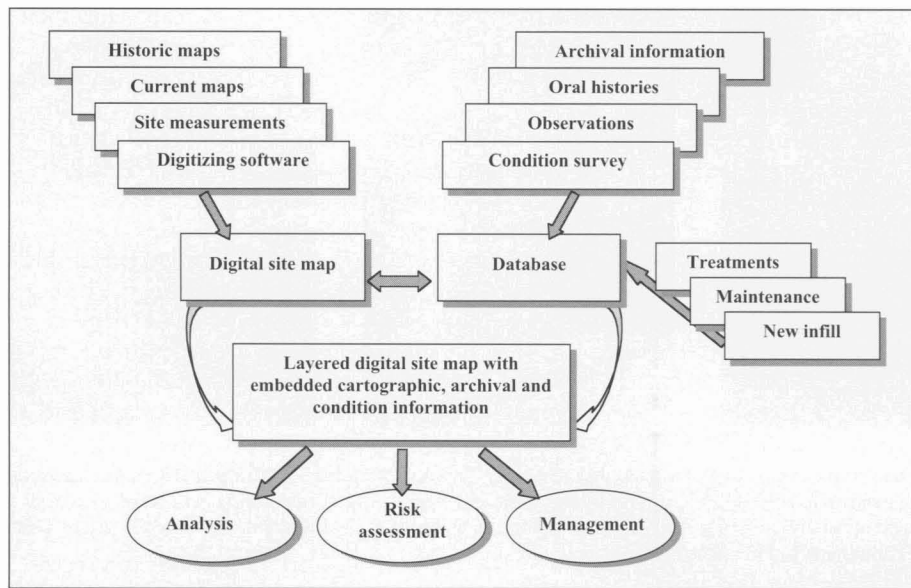 Historic maps
Current maps
Site measurements
Digitizing software
Archival information
Oral histories
Observations
Condition survey
Digital site map
Database
Treatments
Maintenance
New infill
Layered digital site map with
embedded cartographic, archival and
condition information
Analysis
Risk
assessment
Management